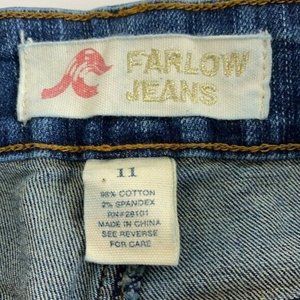 FARLOW
JEANS
11
98% COTTON
2% SPANDEX
RN#28101
MADE IN CHINA
SEE REVERSE
FOR CARE